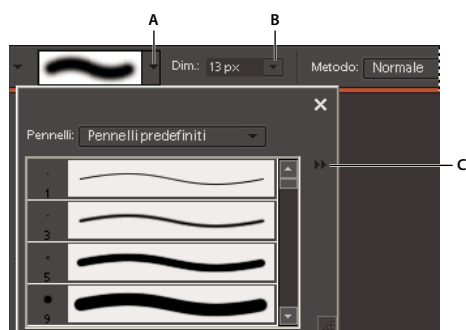 A B
Dim.: 13 px Metodo: Normale
Pennelli: Pennelli predefiniti
C
1
3
5
9